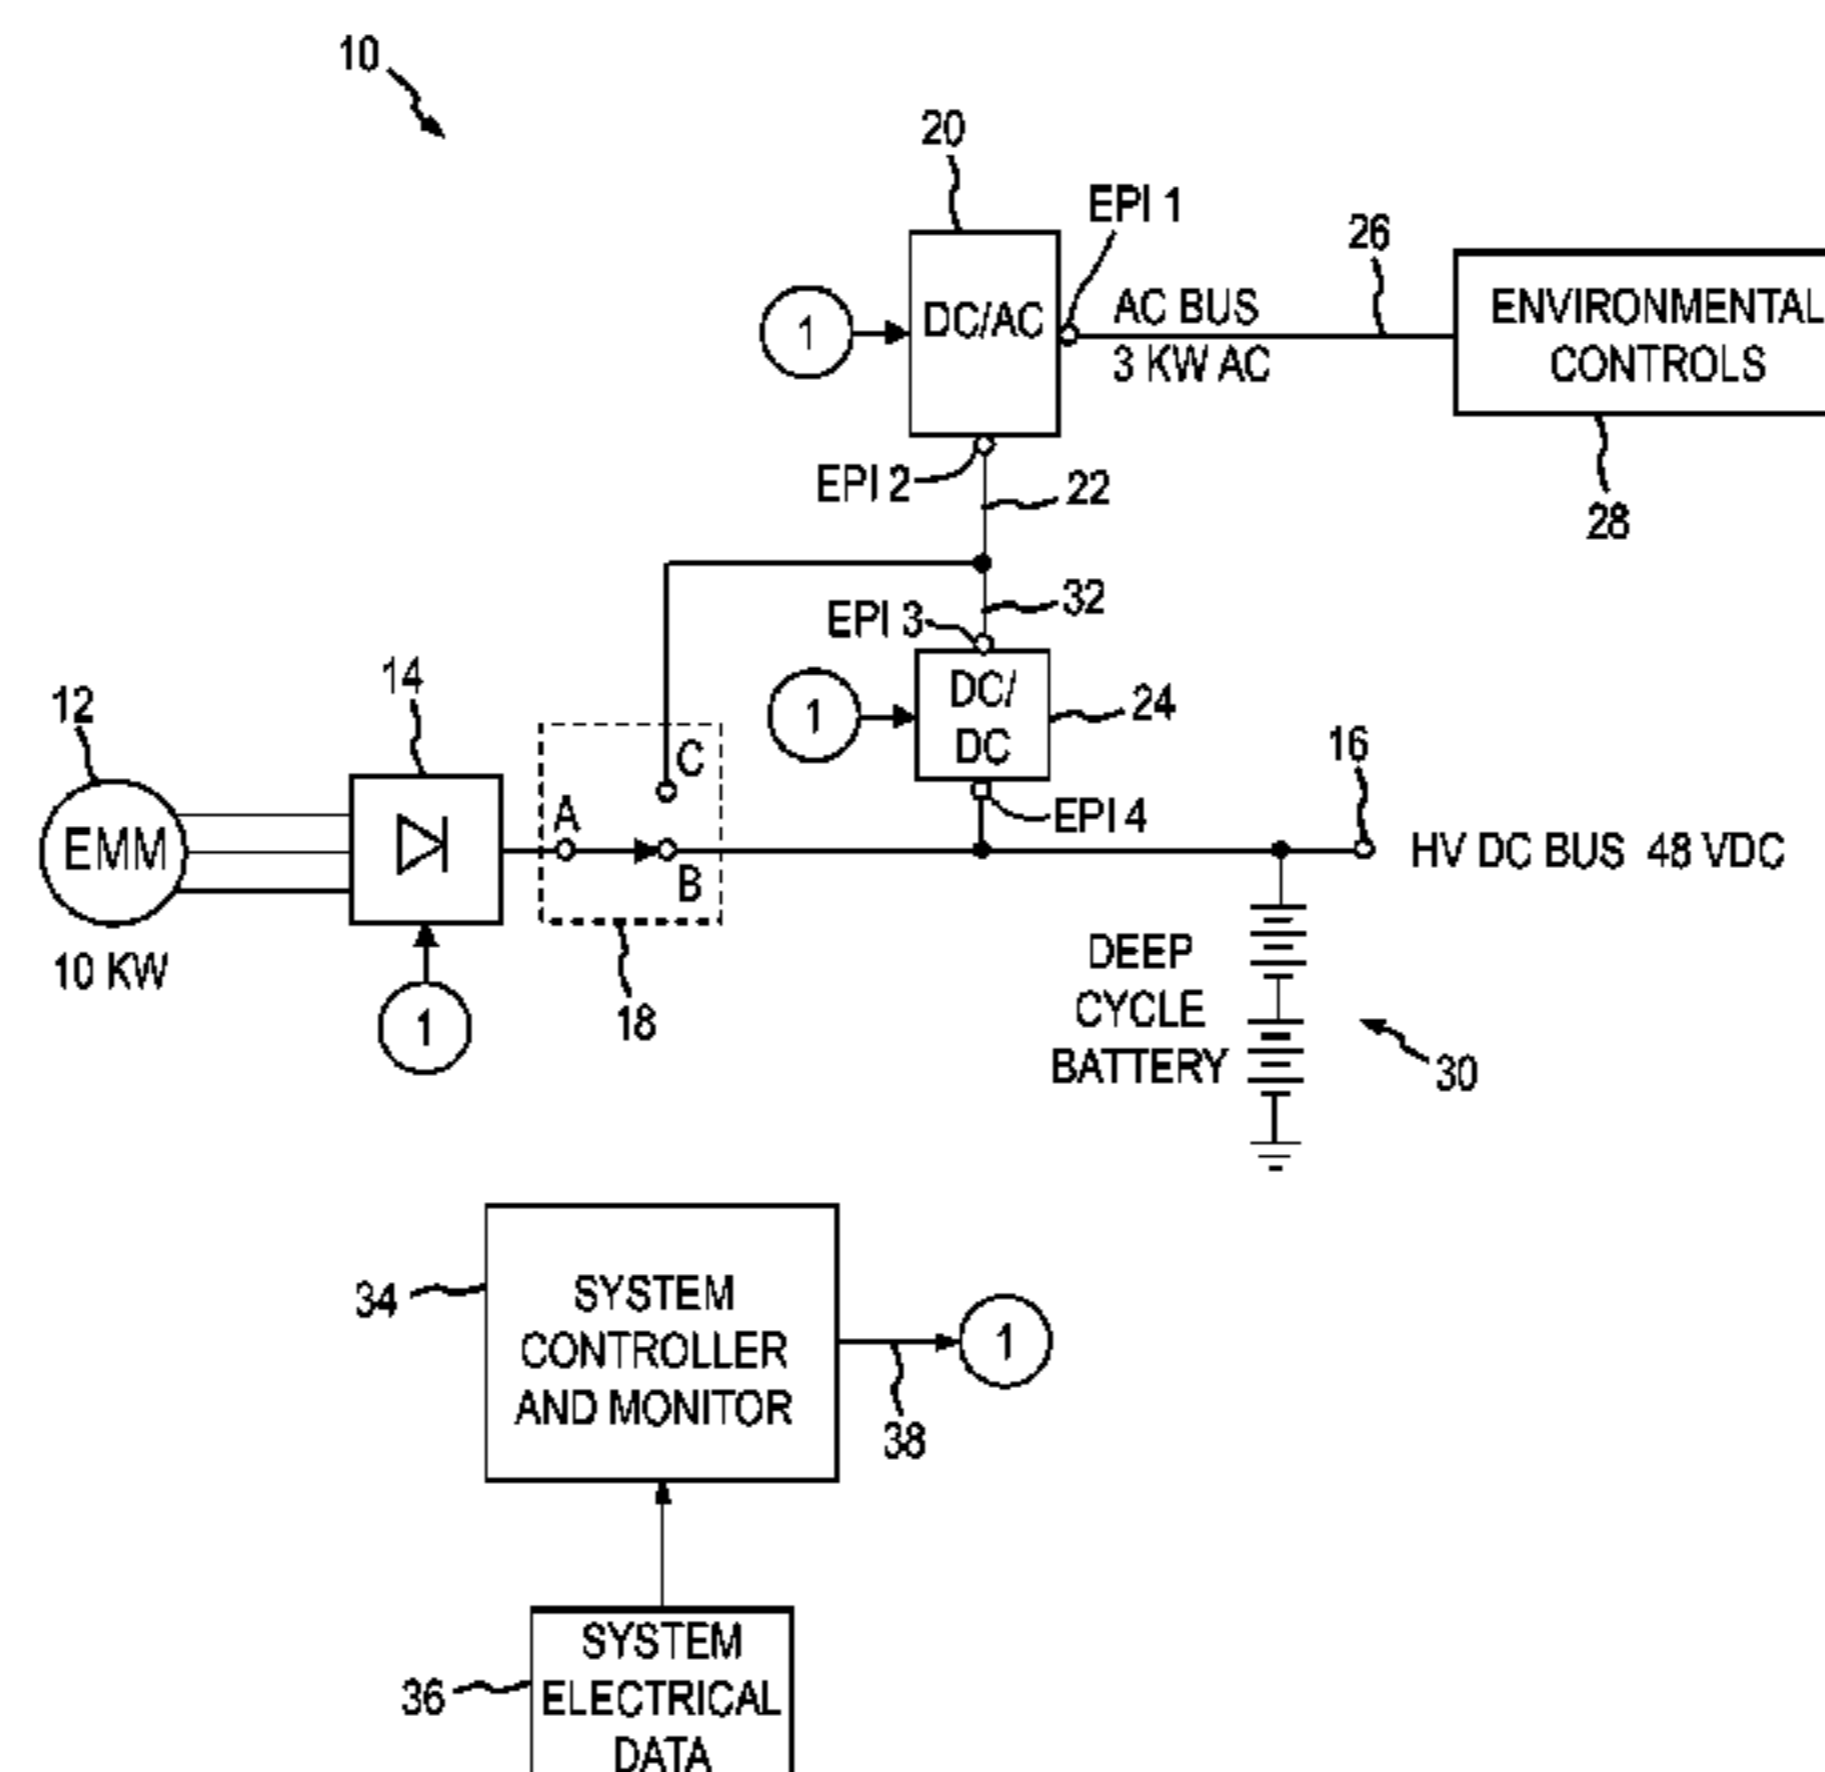 10
20
EPI 1
26
1
DC/AC
AC BUS
3 KW AC
ENVIRONMENTAL
CONTROLS
28
EPI 2
22
32
EPI 3
1
DC/
DC
24
EPI 4
12
EMM
10 KW
14
1
A
C
B
18
16
HV DC BUS 48 VDC
DEEP
CYCLE
BATTERY
30
34
SYSTEM
CONTROLLER
AND MONITOR
38
1
36
SYSTEM
ELECTRICAL
DATA